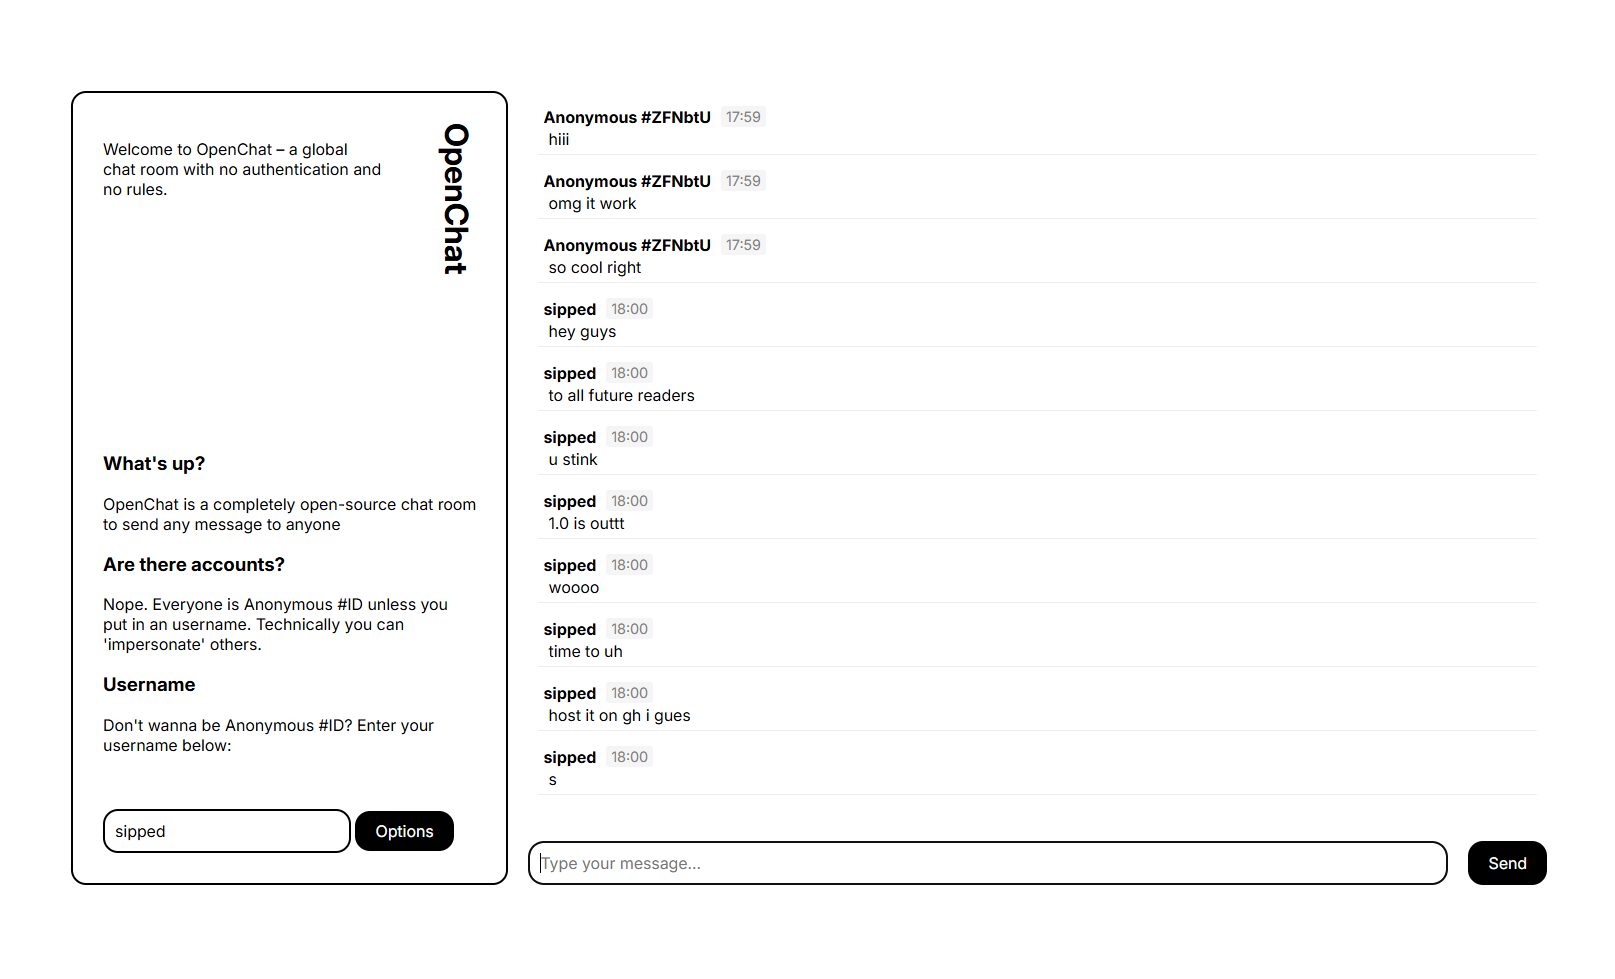 Welcome to OpenChat – a global
chat room with no authentication and
no rules.
OpenChat
What's up?
OpenChat is a completely open-source chat room
to send any message to anyone
Are there accounts?
Nope. Everyone is Anonymous #ID unless you
put in an username. Technically you can
'impersonate' others.
Username
Don't wanna be Anonymous #ID? Enter your
username below:
sipped
Options
Anonymous #ZFNbtU 17:59
hiii
Anonymous #ZFNbtU 17:59
omg it work
Anonymous #ZFNbtU 17:59
so cool right
sipped 18:00
hey guys
sipped 18:00
to all future readers
sipped 18:00
u stink
sipped 18:00
1.0 is outtt
sipped 18:00
woooo
sipped 18:00
time to uh
sipped 18:00
host it on gh i gues
sipped 18:00
s
Type your message...
Send